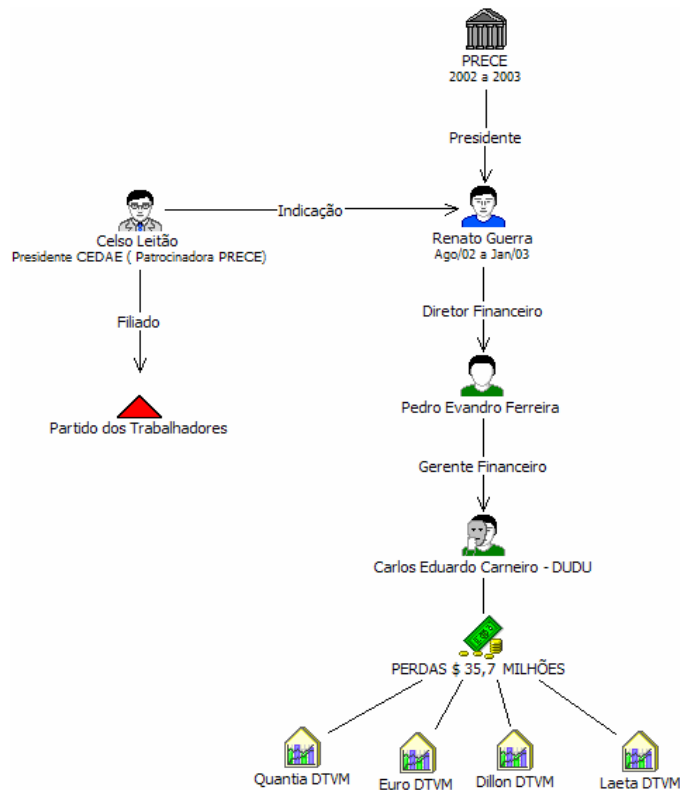 PRECE
2002 a 2003
Presidente
Indicação
Celso Leitão
Presidente CEDAE ( Patrocinadora PRECE)
Renato Guerra
Ago/02 a Jan/03
Filiado
Diretor Financeiro
Partido dos Trabalhadores
Pedro Evandro Ferreira
Gerente Financeiro
Carlos Eduardo Carneiro - DUDU
PERDAS $ 35,7 MILHÕES
Quantia DTVM
Euro DTVM
Dillon DTVM
Laeta DTVM